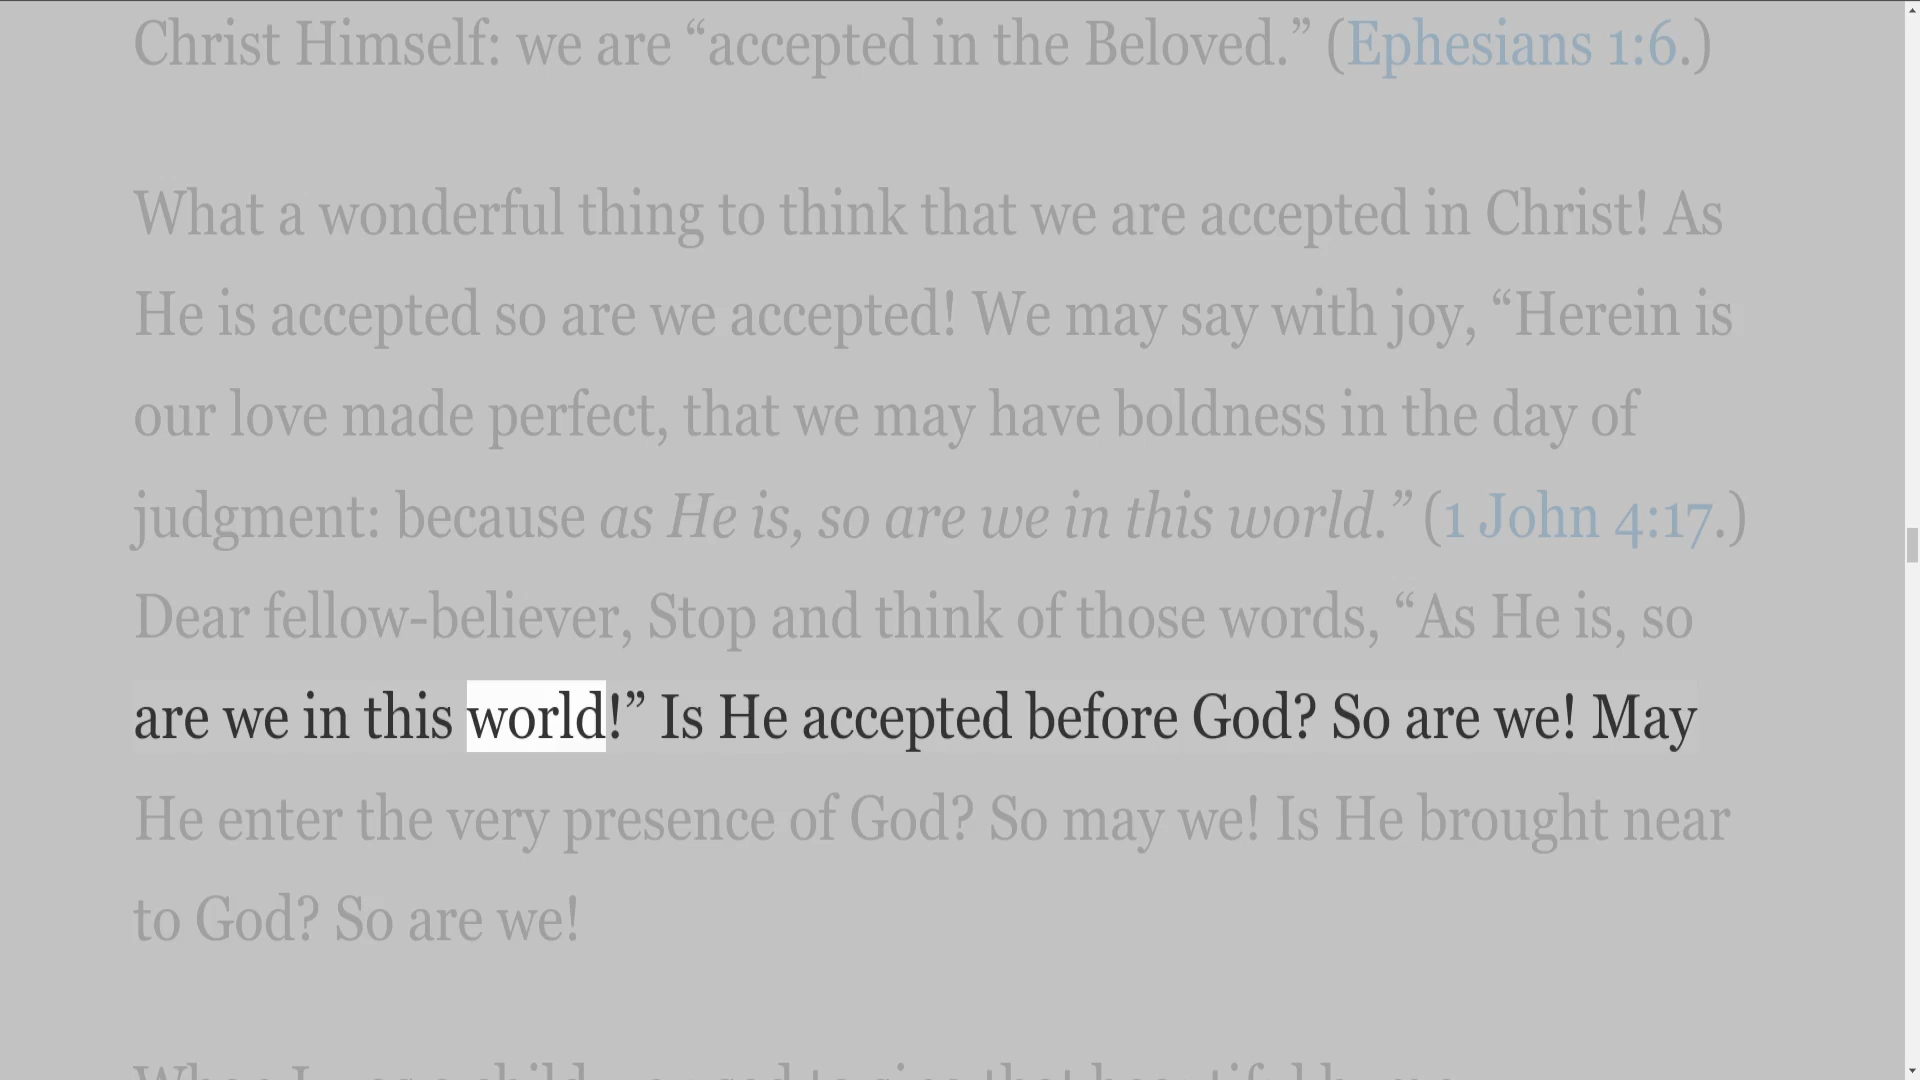 Christ Himself: we are “accepted in the Beloved.” (Ephesians 1:6.)
What a wonderful thing to think that we are accepted in Christ! As
He is accepted so are we accepted! We may say with joy, “Herein is
our love made perfect, that we may have boldness in the day of
judgment: because as He is, so are we in this world.” (1 John 4:17.)
Dear fellow-believer, Stop and think of those words, “As He is, so
are we in this world!” Is He accepted before God? So are we! May
He enter the very presence of God? So may we! Is He brought near
to God? So are we!